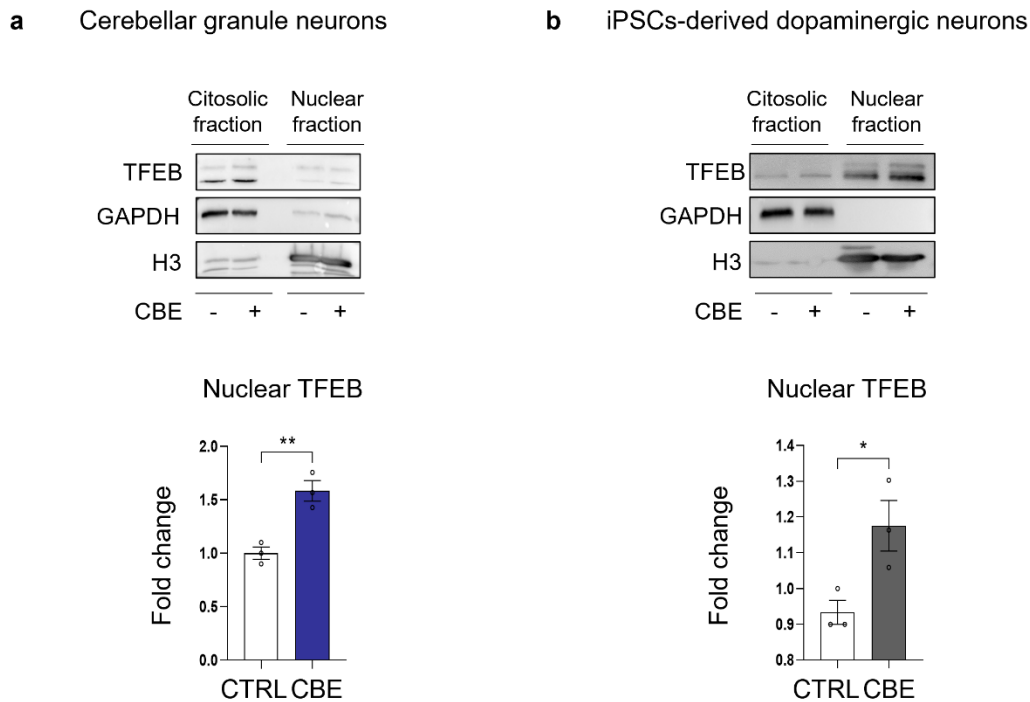 a Cerebellar granule neurons
Citosolic fraction
Nuclear fraction
TFEB
GAPDH
H3
CBE - + - +
Nuclear TFEB
**
Fold change
2.0
1.5
1.0
0.5
0.0
CTRL CBE
b iPSCs-derived dopaminergic neurons
Citosolic fraction
Nuclear fraction
TFEB
GAPDH
H3
CBE - + - +
Nuclear TFEB
*
Fold change
1.4
1.3
1.2
1.1
1.0
0.9
0.8
CTRL CBE